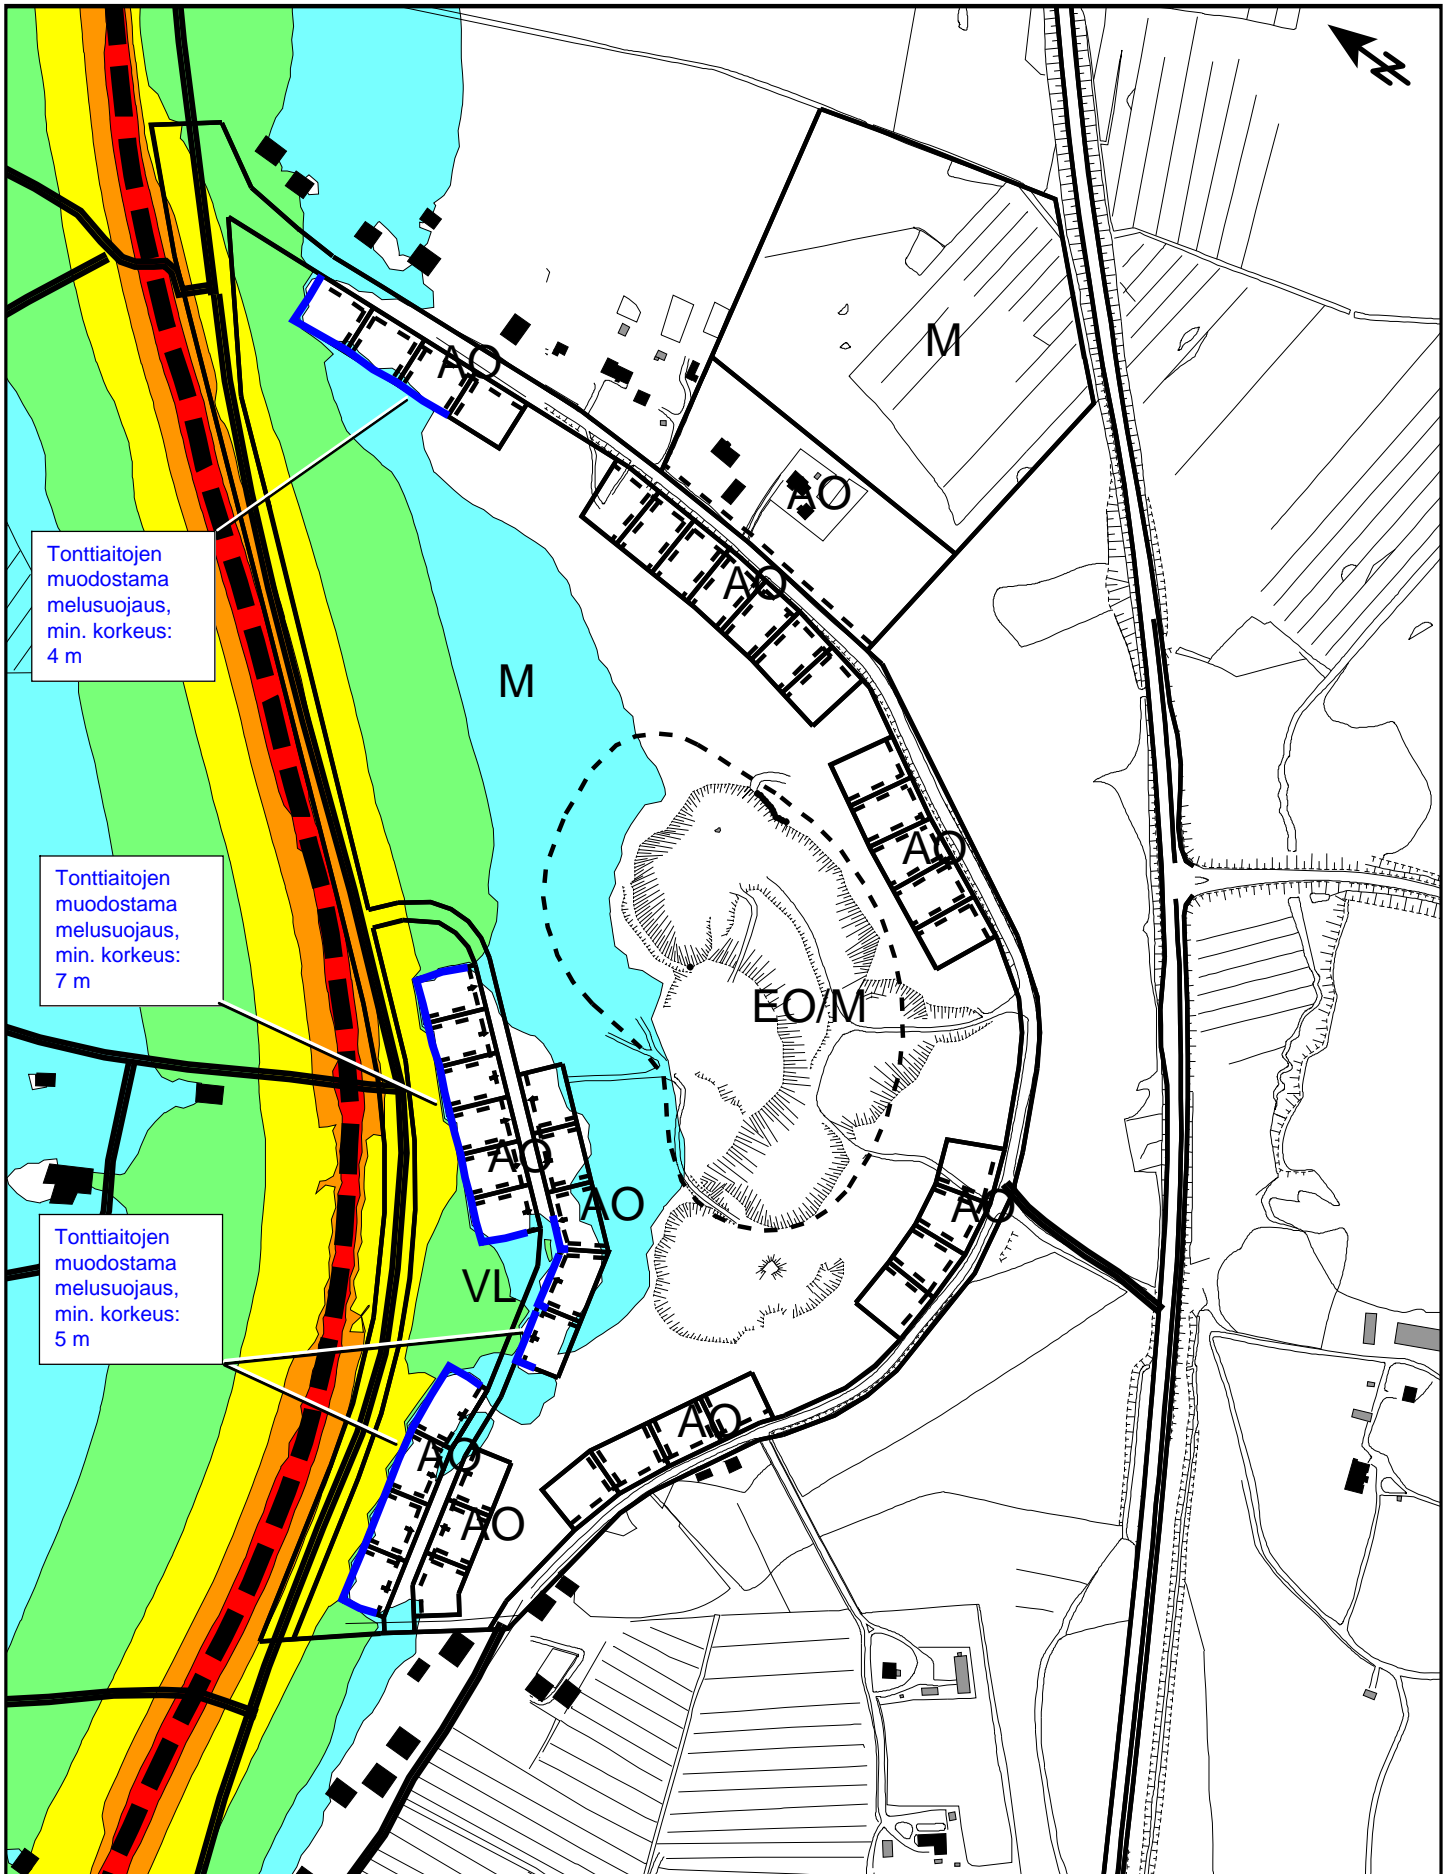 N
M
AO
AO
Tonttiaitojen
muodostama
melusuojaus,
min. korkeus:
4 m
AO
M
AO
Tonttiaitojen
muodostama
melusuojaus,
min. korkeus:
7 m
EO/M
AO
AO
AO
Tonttiaitojen
muodostama
melusuojaus,
min. korkeus:
5 m
VL
AO
AO
AO